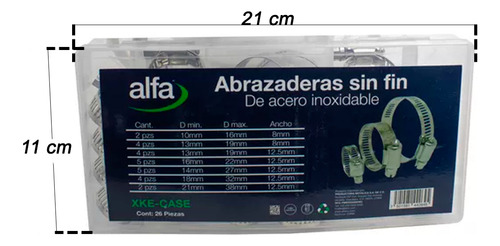 21 cm
11 cm
alfa
Abrazaderas sin fin
De acero inoxidable
Cant. D min. D max. Ancho
2 pzs 10mm 16mm 8mm
4 pzs 13mm 19mm 8mm
4 pzs 13mm 19mm 12.5mm
5 pzs 16mm 22mm 12.5mm
5 pzs 14mm 27mm 12.5mm
4 pzs 18mm 32mm 12.5mm
2 pzs 21mm 38mm 12.5mm
XKE-CASE
Cont: 26 Piezas